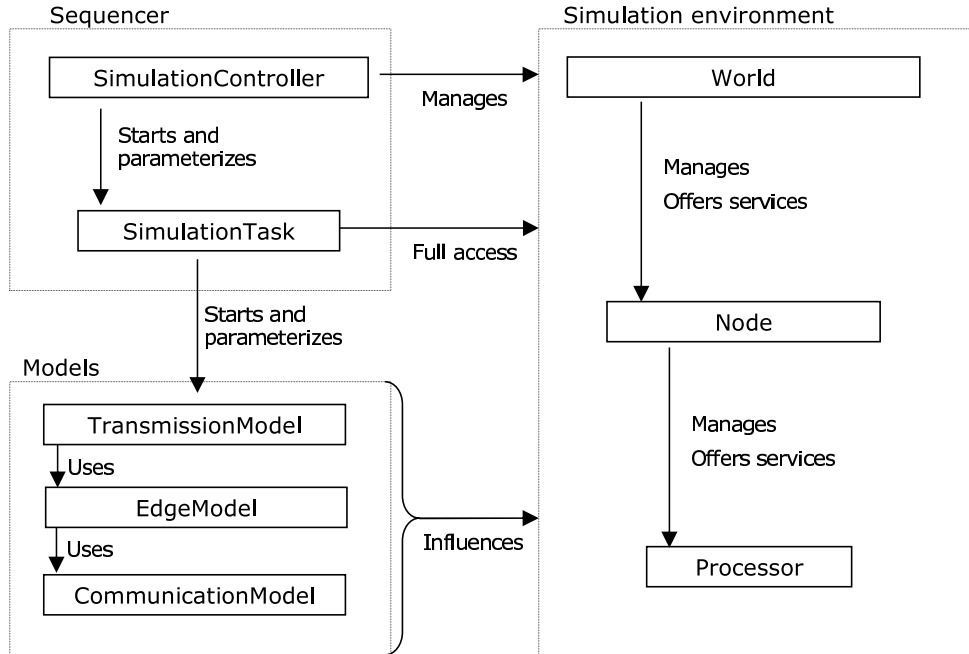 Sequencer
SimulationController
Starts and
parameterizes
SimulationTask
Manages
Full access
Starts and
parameterizes
Models
TransmissionModel
Uses
EdgeModel
Uses
CommunicationModel
Influences
Simulation environment
World
Manages
Offers services
Node
Manages
Offers services
Processor